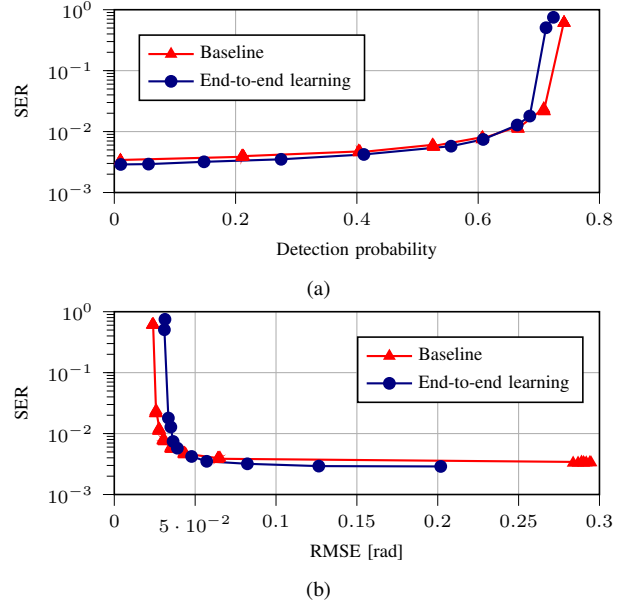 10^0
10^−1
10^−2
10^−3
SER
Baseline
End-to-end learning
0 0.2 0.4 0.6 0.8
Detection probability
(a)
10^0
10^−1
10^−2
10^−3
SER
Baseline
End-to-end learning
0 5 · 10^−2 0.1 0.15 0.2 0.25 0.3
RMSE [rad]
(b)